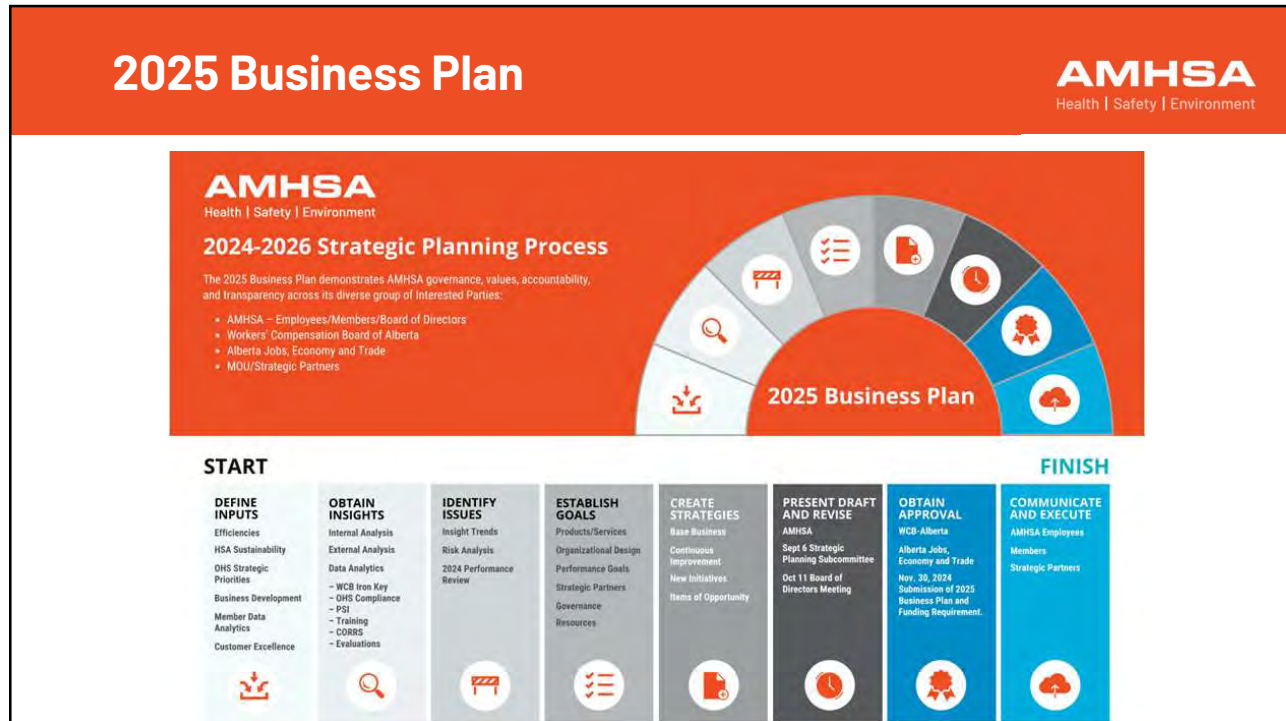 2025 Business Plan
AMHSA
Health | Safety | Environment
AMHSA
Health | Safety | Environment
2024-2026 Strategic Planning Process
The 2025 Business Plan demonstrates AMHSA governance, values, accountability,
and transparency across its diverse group of Interested Parties:
• AMHSA – Employees/Members/Board of Directors
• Workers' Compensation Board of Alberta
• Alberta Jobs, Economy and Trade
• MOU/Strategic Partners
2025 Business Plan
START
FINISH
DEFINE
INPUTS
Efficiencies
HSA Sustainability
OHS Strategic
Priorities
Business Development
Member Data
Analytics
Customer Excellence
OBTAIN
INSIGHTS
Internal Analysis
External Analysis
Data Analytics
– WCB Iron Key
– OHS Compliance
– PSI
– Training
– CORRS
– Evaluations
IDENTIFY
ISSUES
Insight Trends
Risk Analysis
2024 Performance
Review
ESTABLISH
GOALS
Products/Services
Organizational Design
Performance Goals
Strategic Partners
Governance
Resources
CREATE
STRATEGIES
Base Business
Continuous
Improvement
New Initiatives
Items of Opportunity
PRESENT DRAFT
AND REVISE
AMHSA
Sept 6 Strategic
Planning Subcommittee
Oct 11 Board of
Directors Meeting
OBTAIN
APPROVAL
WCB-Alberta
Alberta Jobs,
Economy and Trade
Nov. 30, 2024
Submission of 2025
Business Plan and
Funding Requirement.
COMMUNICATE
AND EXECUTE
AMHSA Employees
Members
Strategic Partners